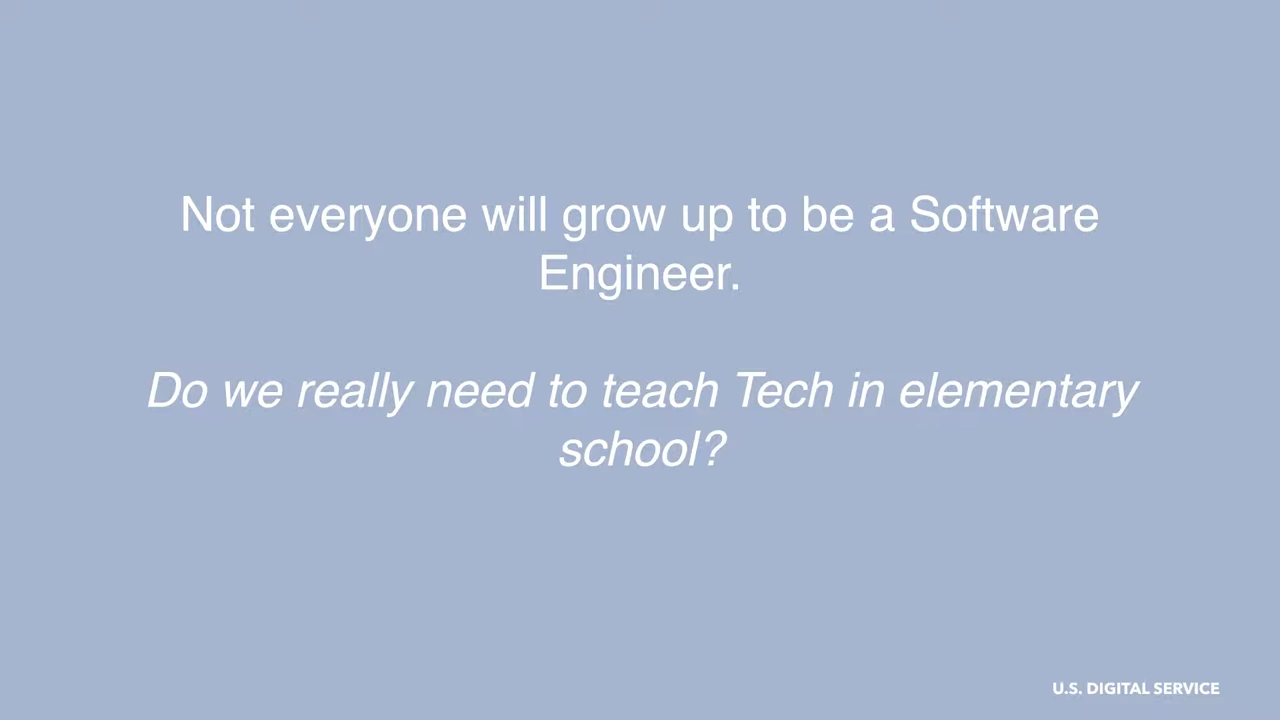 Not everyone will grow up to be a Software
Engineer.
Do we really need to teach Tech in elementary
school?
U.S. DIGITAL SERVICE